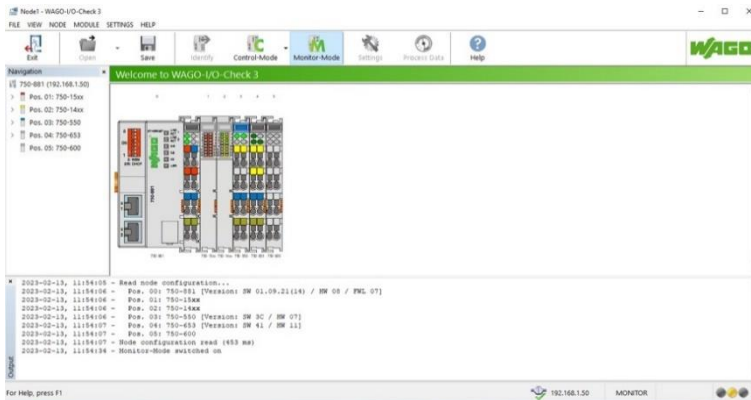 Node1 - WAGO-I/O-Check 3
FILE VIEW NODE MODULE SETTINGS HELP
Exit Open Save Identify Control-Mode Monitor-Mode Settings Process Data Help
WAGO
Navigation
Welcome to WAGO-I/O-Check 3
750-881 (192.168.1.50)
Pos. 01: 750-15xx
Pos. 02: 750-14xx
Pos. 03: 750-550
Pos. 04: 750-653
Pos. 05: 750-600
750-881
2023-02-13, 11:54:05 - Read node configuration...
2023-02-13, 11:54:06 - Pos. 00: 750-881 [Version: SW 01.09.21(14) / HW 08 / FWL 07]
2023-02-13, 11:54:06 - Pos. 01: 750-15xx
2023-02-13, 11:54:06 - Pos. 02: 750-14xx
2023-02-13, 11:54:06 - Pos. 03: 750-550 [Version: SW 3C / HW 07]
2023-02-13, 11:54:07 - Pos. 04: 750-653 [Version: SW 41 / HW 11]
2023-02-13, 11:54:07 - Pos. 05: 750-600
2023-02-13, 11:54:07 - Node configuration read (453 ms)
2023-02-13, 11:54:34 - Monitor-Mode switched on
Output
For Help, press F1
192.168.1.50 MONITOR